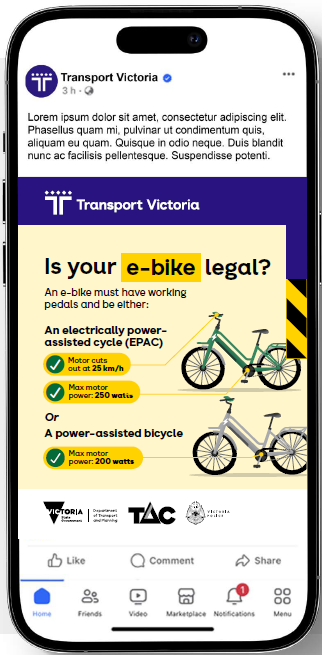 Transport Victoria
3 h
Lorem ipsum dolor sit amet, consectetur adipiscing elit.
Phasellus quam mi, pulvinar ut condimentum quis,
aliquam eu quam. Quisque in odio neque. Duis blandit
nunc ac facilisis pellentesque. Suspendisse potenti.
Transport Victoria
Is your e-bike legal?
An e-bike must have working
pedals and be either:
An electrically power-
assisted cycle (EPAC)
Motor cuts
out at 25 km/h
Max motor
power: 250 watts
Or
A power-assisted bicycle
Max motor
power: 200 watts
VICTORIA
State
Government
Department
of Transport
and Planning
TAC
VICTORIA
POLICE
Like
Comment
Share
1
Home
Friends
Video
Marketplace
Notifications
Menu